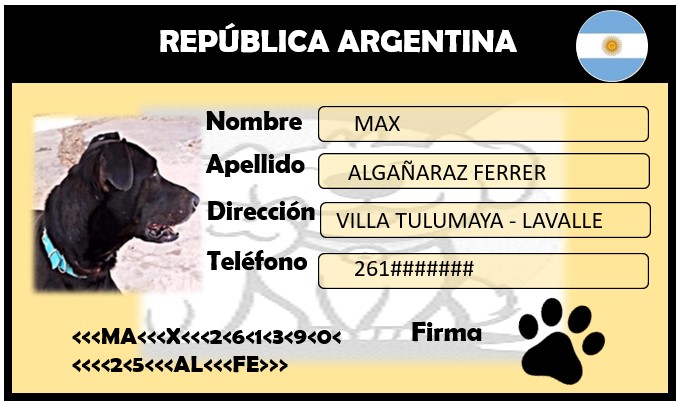 REPÚBLICA ARGENTINA
Nombre MAX
Apellido ALGAÑARAZ FERRER
Dirección VILLA TULUMAYA - LAVALLE
Teléfono 261#######
Firma
<<<MA<<<X<<<2<6<1<3<9<0<
<<<<2<5<<<AL<<<FE>>>